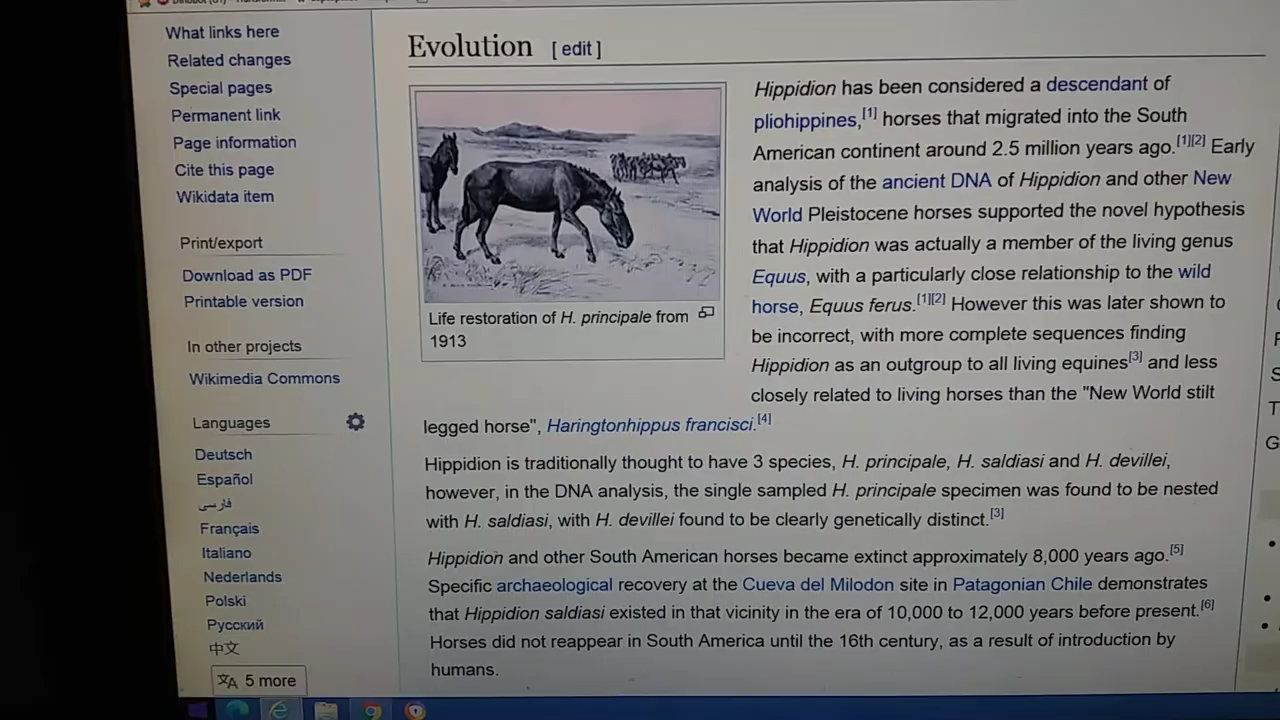 What links here
Related changes
Special pages
Permanent link
Page information
Cite this page
Wikidata item
Print/export
Download as PDF
Printable version
In other projects
Wikimedia Commons
Languages
Deutsch
Español
فارسی
Français
Italiano
Nederlands
Polski
Русский
中文
5 more
Evolution [ edit ]
Life restoration of H. principale from
1913
Hippidion has been considered a descendant of
pliohippines,[1] horses that migrated into the South
American continent around 2.5 million years ago.[1][2] Early
analysis of the ancient DNA of Hippidion and other New
World Pleistocene horses supported the novel hypothesis
that Hippidion was actually a member of the living genus
Equus, with a particularly close relationship to the wild
horse, Equus ferus.[1][2] However this was later shown to
be incorrect, with more complete sequences finding
Hippidion as an outgroup to all living equines[3] and less
closely related to living horses than the "New World stilt
legged horse", Haringtonhippus francisci.[4]
Hippidion is traditionally thought to have 3 species, H. principale, H. saldiasi and H. devillei,
however, in the DNA analysis, the single sampled H. principale specimen was found to be nested
with H. saldiasi, with H. devillei found to be clearly genetically distinct.[3]
Hippidion and other South American horses became extinct approximately 8,000 years ago.[5]
Specific archaeological recovery at the Cueva del Milodon site in Patagonian Chile demonstrates
that Hippidion saldiasi existed in that vicinity in the era of 10,000 to 12,000 years before present.[6]
Horses did not reappear in South America until the 16th century, as a result of introduction by
humans.